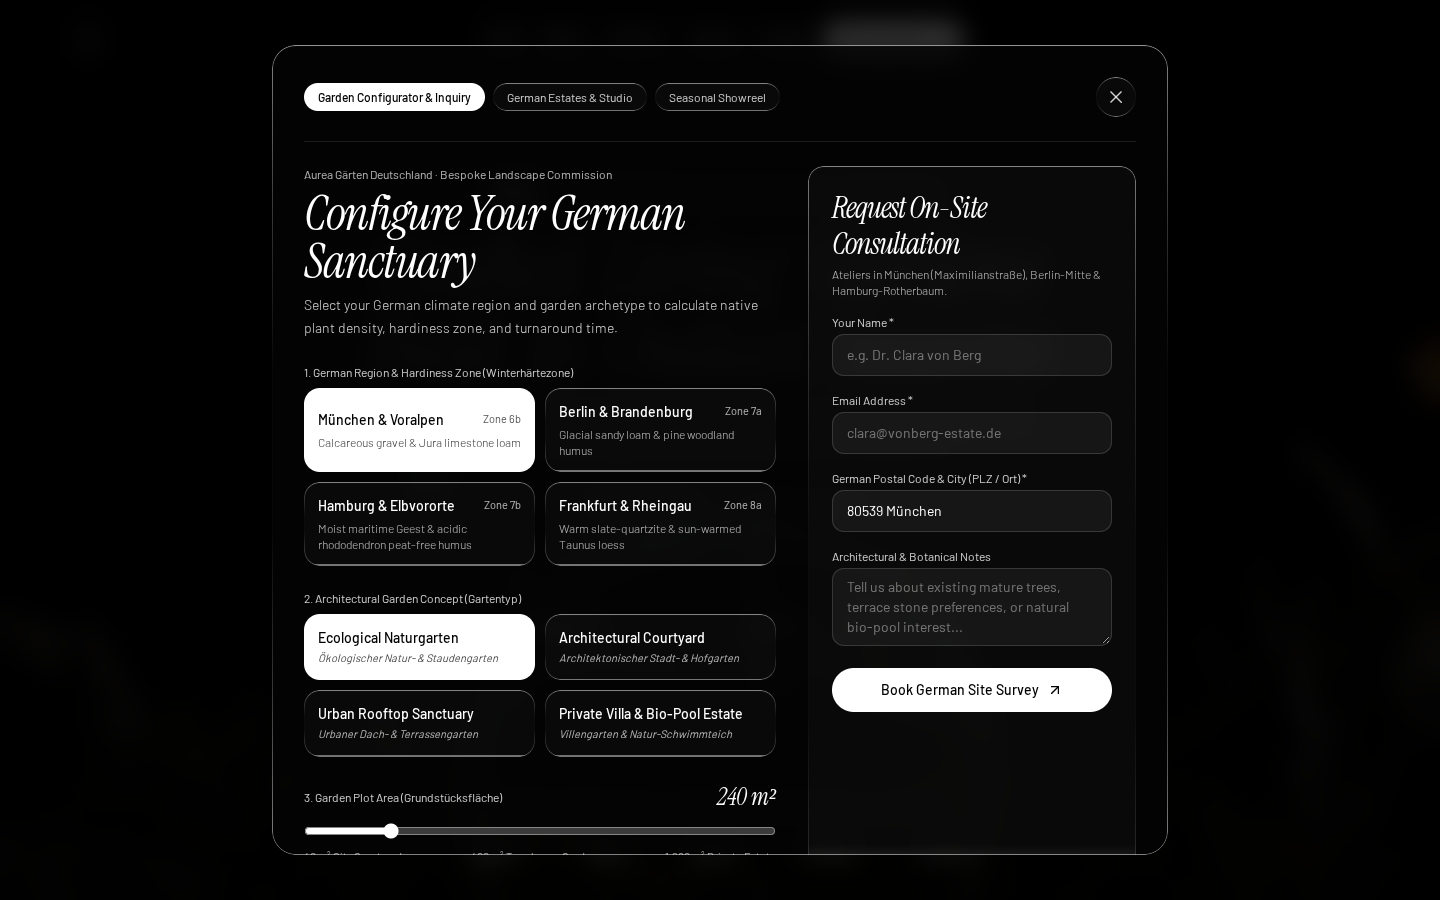 Garden Configurator & Inquiry
German Estates & Studio
Seasonal Showreel
Aurea Gärten Deutschland · Bespoke Landscape Commission
Configure Your German
Sanctuary
Select your German climate region and garden archetype to calculate native
plant density, hardiness zone, and turnaround time.
1. German Region & Hardiness Zone (Winterhärtezone)
München & Voralpen
Zone 6b
Calcareous gravel & Jura limestone loam
Berlin & Brandenburg
Zone 7a
Glacial sandy loam & pine woodland
humus
Hamburg & Elbvororte
Zone 7b
Moist maritime Geest & acidic
rhododendron peat-free humus
Frankfurt & Rheingau
Zone 8a
Warm slate-quartzite & sun-warmed
Taunus loess
2. Architectural Garden Concept (Gartentyp)
Ecological Naturgarten
Ökologischer Natur- & Staudengarten
Architectural Courtyard
Architektonischer Stadt- & Hofgarten
Urban Rooftop Sanctuary
Urbaner Dach- & Terrassengarten
Private Villa & Bio-Pool Estate
Villengarten & Natur-Schwimmteich
3. Garden Plot Area (Grundstücksfläche)
240 m²
Request On-Site
Consultation
Ateliers in München (Maximilianstraße), Berlin-Mitte &
Hamburg-Rotherbaum.
Your Name *
e.g. Dr. Clara von Berg
Email Address *
clara@vonberg-estate.de
German Postal Code & City (PLZ / Ort) *
80539 München
Architectural & Botanical Notes
Tell us about existing mature trees,
terrace stone preferences, or natural
bio-pool interest...
Book German Site Survey